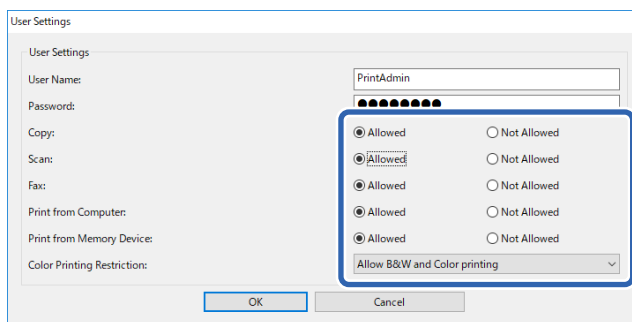 User Settings
User Settings
User Name: PrintAdmin
Password: ●●●●●●●●
Copy: Allowed Not Allowed
Scan: Allowed Not Allowed
Fax: Allowed Not Allowed
Print from Computer: Allowed Not Allowed
Print from Memory Device: Allowed Not Allowed
Color Printing Restriction: Allow B&W and Color printing
OK Cancel